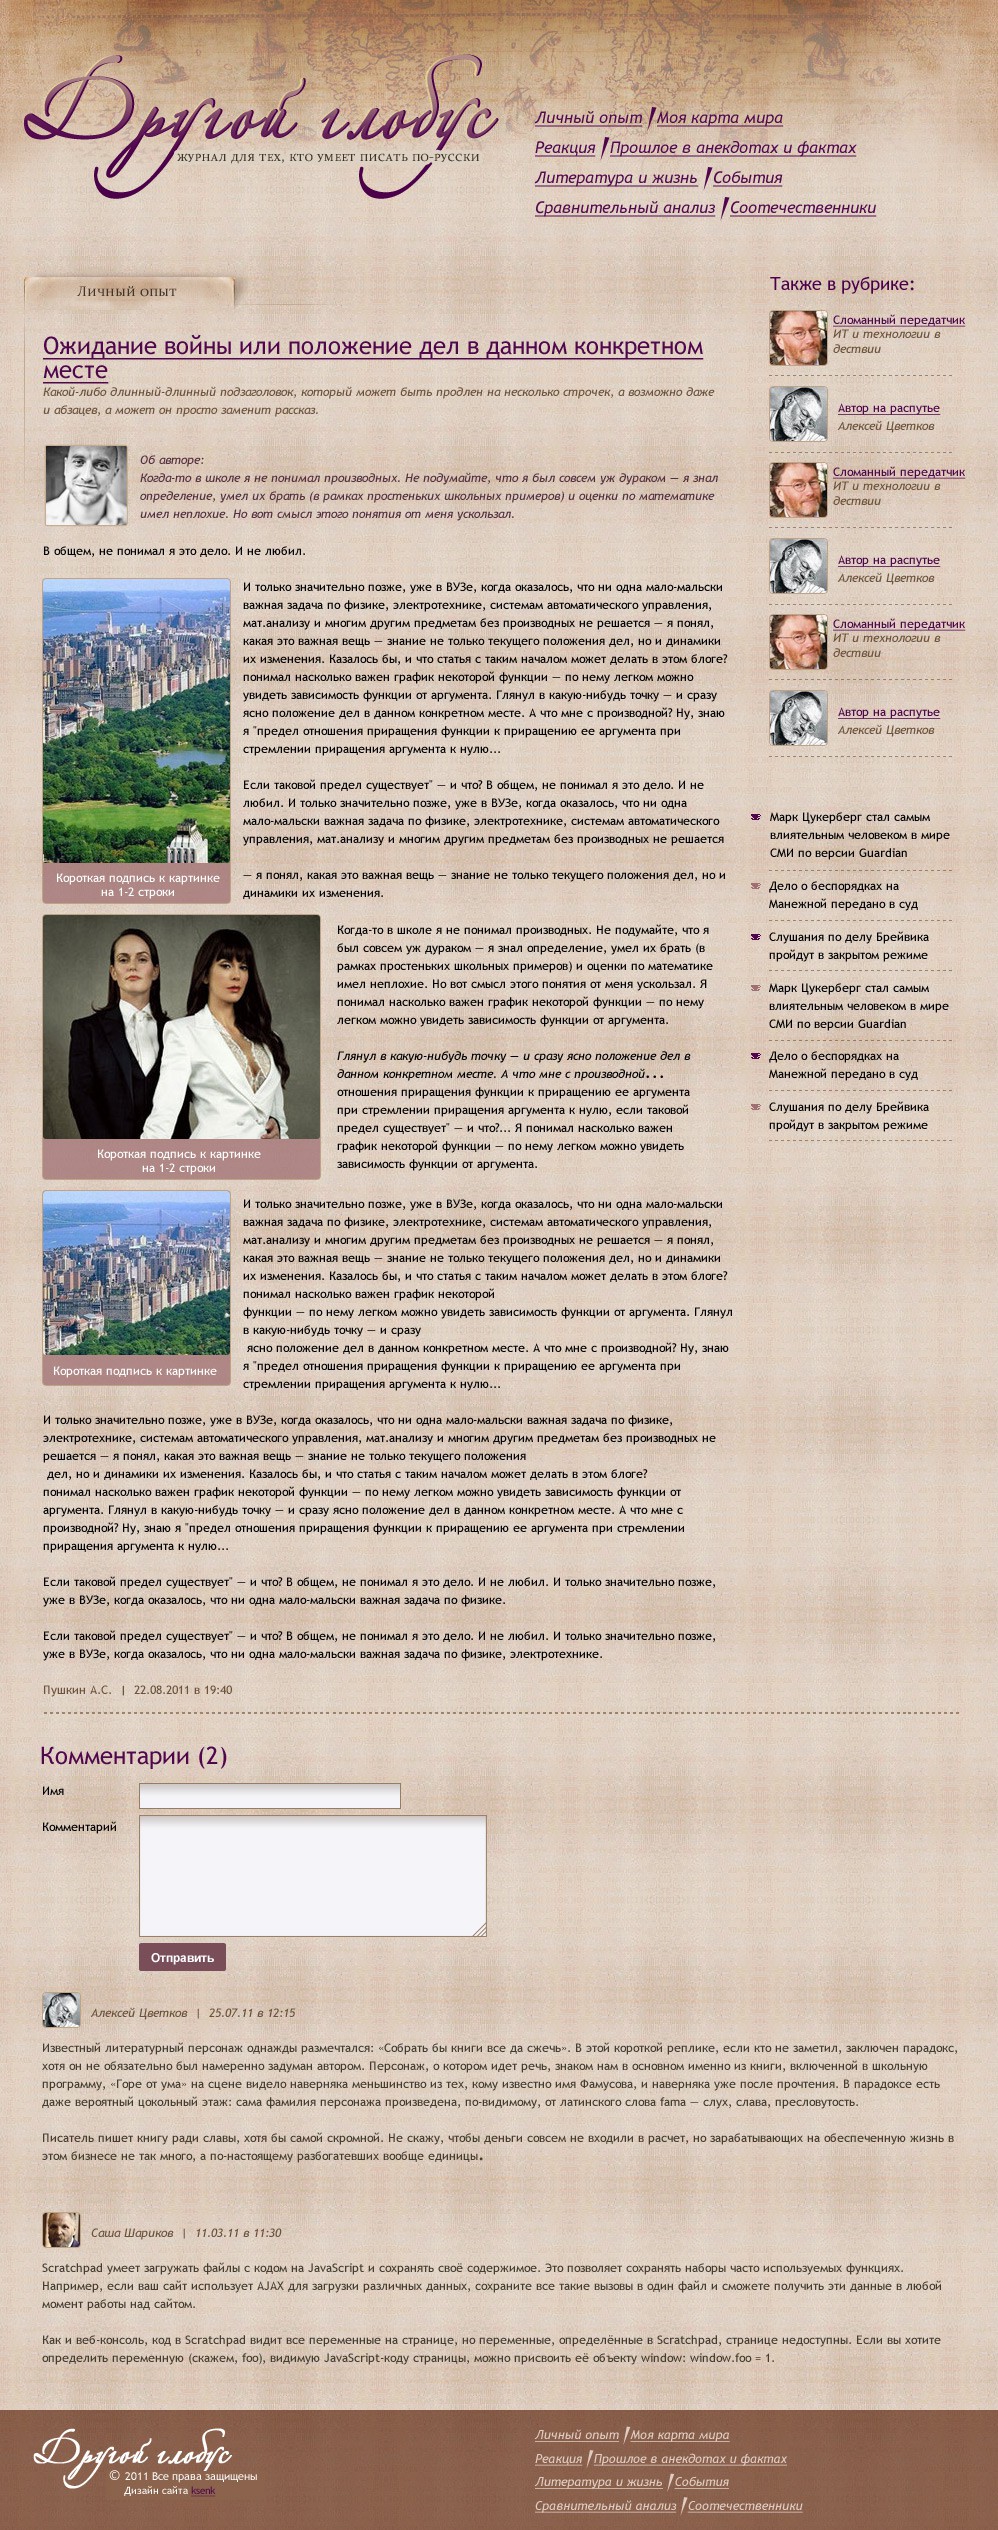 Другой глобус
ЖУРНАЛ ДЛЯ ТЕХ, КТО УМЕЕТ ПИСАТЬ ПО-РУССКИ
Личный опыт / Моя карта мира
Реакция / Прошлое в анекдотах и фактах
Литература и жизнь / События
Сравнительный анализ / Соотечественники
Личный опыт
Ожидание войны или положение дел в данном конкретном
месте
Какой-либо длинный-длинный подзаголовок, который может быть продлен на несколько строчек, а возможно даже
и абзацев, а может он просто заменит рассказ.
Об авторе:
Когда-то в школе я не понимал производных. Не подумайте, что я был совсем уж дураком — я знал
определение, умел их брать (в рамках простеньких школьных примеров) и оценки по математике
имел неплохие. Но вот смысл этого понятия от меня ускользал.
В общем, не понимал я это дело. И не любил.
И только значительно позже, уже в ВУЗе, когда оказалось, что ни одна мало-мальски
важная задача по физике, электротехнике, системам автоматического управления,
мат.анализу и многим другим предметам без производных не решается — я понял,
какая это важная вещь — знание не только текущего положения дел, но и динамики
их изменения. Казалось бы, и что статья с таким началом может делать в этом блоге?
понимал насколько важен график некоторой функции — по нему легком можно
увидеть зависимость функции от аргумента. Глянул в какую-нибудь точку — и сразу
ясно положение дел в данном конкретном месте. А что мне с производной? Ну, знаю
я "предел отношения приращения функции к приращению ее аргумента при
стремлении приращения аргумента к нулю...
Если таковой предел существует" — и что? В общем, не понимал я это дело. И не
любил. И только значительно позже, уже в ВУЗе, когда оказалось, что ни одна
мало-мальски важная задача по физике, электротехнике, системам автоматического
управления, мат.анализу и многим другим предметам без производных не решается
— я понял, какая это важная вещь — знание не только текущего положения дел, но и
динамики их изменения.
Короткая подпись к картинке
на 1-2 строки
Когда-то в школе я не понимал производных. Не подумайте, что я
был совсем уж дураком — я знал определение, умел их брать (в
рамках простеньких школьных примеров) и оценки по математике
имел неплохие. Но вот смысл этого понятия от меня ускользал. Я
понимал насколько важен график некоторой функции — по нему
легком можно увидеть зависимость функции от аргумента.
Глянул в какую-нибудь точку — и сразу ясно положение дел в
данном конкретном месте. А что мне с производной...
отношения приращения функции к приращению ее аргумента
при стремлении приращения аргумента к нулю, если таковой
предел существует" — и что?... Я понимал насколько важен
график некоторой функции — по нему легком можно увидеть
зависимость функции от аргумента.
Короткая подпись к картинке
на 1-2 строки
И только значительно позже, уже в ВУЗе, когда оказалось, что ни одна мало-мальски
важная задача по физике, электротехнике, системам автоматического управления,
мат.анализу и многим другим предметам без производных не решается — я понял,
какая это важная вещь — знание не только текущего положения дел, но и динамики
их изменения. Казалось бы, и что статья с таким началом может делать в этом блоге?
понимал насколько важен график некоторой
функции — по нему легком можно увидеть зависимость функции от аргумента. Глянул
в какую-нибудь точку — и сразу
ясно положение дел в данном конкретном месте. А что мне с производной? Ну, знаю
я "предел отношения приращения функции к приращению ее аргумента при
стремлении приращения аргумента к нулю...
Короткая подпись к картинке
И только значительно позже, уже в ВУЗе, когда оказалось, что ни одна мало-мальски важная задача по физике,
электротехнике, системам автоматического управления, мат.анализу и многим другим предметам без производных не
решается — я понял, какая это важная вещь — знание не только текущего положения
дел, но и динамики их изменения. Казалось бы, и что статья с таким началом может делать в этом блоге?
понимал насколько важен график некоторой функции — по нему легком можно увидеть зависимость функции от
аргумента. Глянул в какую-нибудь точку — и сразу ясно положение дел в данном конкретном месте. А что мне с
производной? Ну, знаю я "предел отношения приращения функции к приращению ее аргумента при стремлении
приращения аргумента к нулю...
Если таковой предел существует" — и что? В общем, не понимал я это дело. И не любил. И только значительно позже,
уже в ВУЗе, когда оказалось, что ни одна мало-мальски важная задача по физике.
Если таковой предел существует" — и что? В общем, не понимал я это дело. И не любил. И только значительно позже,
уже в ВУЗе, когда оказалось, что ни одна мало-мальски важная задача по физике, электротехнике.
Пушкин А.С. | 22.08.2011 в 19:40
Также в рубрике:
Сломанный передатчик
ИТ и технологии в
дествии
Автор на распутье
Алексей Цветков
Сломанный передатчик
ИТ и технологии в
дествии
Автор на распутье
Алексей Цветков
Сломанный передатчик
ИТ и технологии в
дествии
Автор на распутье
Алексей Цветков
Марк Цукерберг стал самым
влиятельным человеком в мире
СМИ по версии Guardian
Дело о беспорядках на
Манежной передано в суд
Слушания по делу Брейвика
пройдут в закрытом режиме
Марк Цукерберг стал самым
влиятельным человеком в мире
СМИ по версии Guardian
Дело о беспорядках на
Манежной передано в суд
Слушания по делу Брейвика
пройдут в закрытом режиме
Комментарии (2)
Имя
Комментарий
Отправить
Алексей Цветков | 25.07.11 в 12:15
Известный литературный персонаж однажды размечтался: «Собрать бы книги все да сжечь». В этой короткой реплике, если кто не заметил, заключен парадокс,
хотя он не обязательно был намеренно задуман автором. Персонаж, о котором идет речь, знаком нам в основном именно из книги, включенной в школьную
программу, «Горе от ума» на сцене видело наверняка меньшинство из тех, кому известно имя Фамусова, и наверняка уже после прочтения. В парадоксе есть
даже вероятный цокольный этаж: сама фамилия персонажа произведена, по-видимому, от латинского слова fama — слух, слава, пресловутость.
Писатель пишет книгу ради славы, хотя бы самой скромной. Не скажу, чтобы деньги совсем не входили в расчет, но зарабатывающих на обеспеченную жизнь в
этом бизнесе не так много, а по-настоящему разбогатевших вообще единицы.
Саша Шариков | 11.03.11 в 11:30
Scratchpad умеет загружать файлы с кодом на JavaScript и сохранять своё содержимое. Это позволяет сохранять наборы часто используемых функциях.
Например, если ваш сайт использует AJAX для загрузки различных данных, сохраните все такие вызовы в один файл и сможете получить эти данные в любой
момент работы над сайтом.
Как и веб-консоль, код в Scratchpad видит все переменные на странице, но переменные, определённые в Scratchpad, странице недоступны. Если вы хотите
определить переменную (скажем, foo), видимую JavaScript-коду страницы, можно присвоить её объекту window: window.foo = 1.
Другой глобус
© 2011 Все права защищены
Дизайн сайта ksenk
Личный опыт / Моя карта мира
Реакция / Прошлое в анекдотах и фактах
Литература и жизнь / События
Сравнительный анализ / Соотечественники